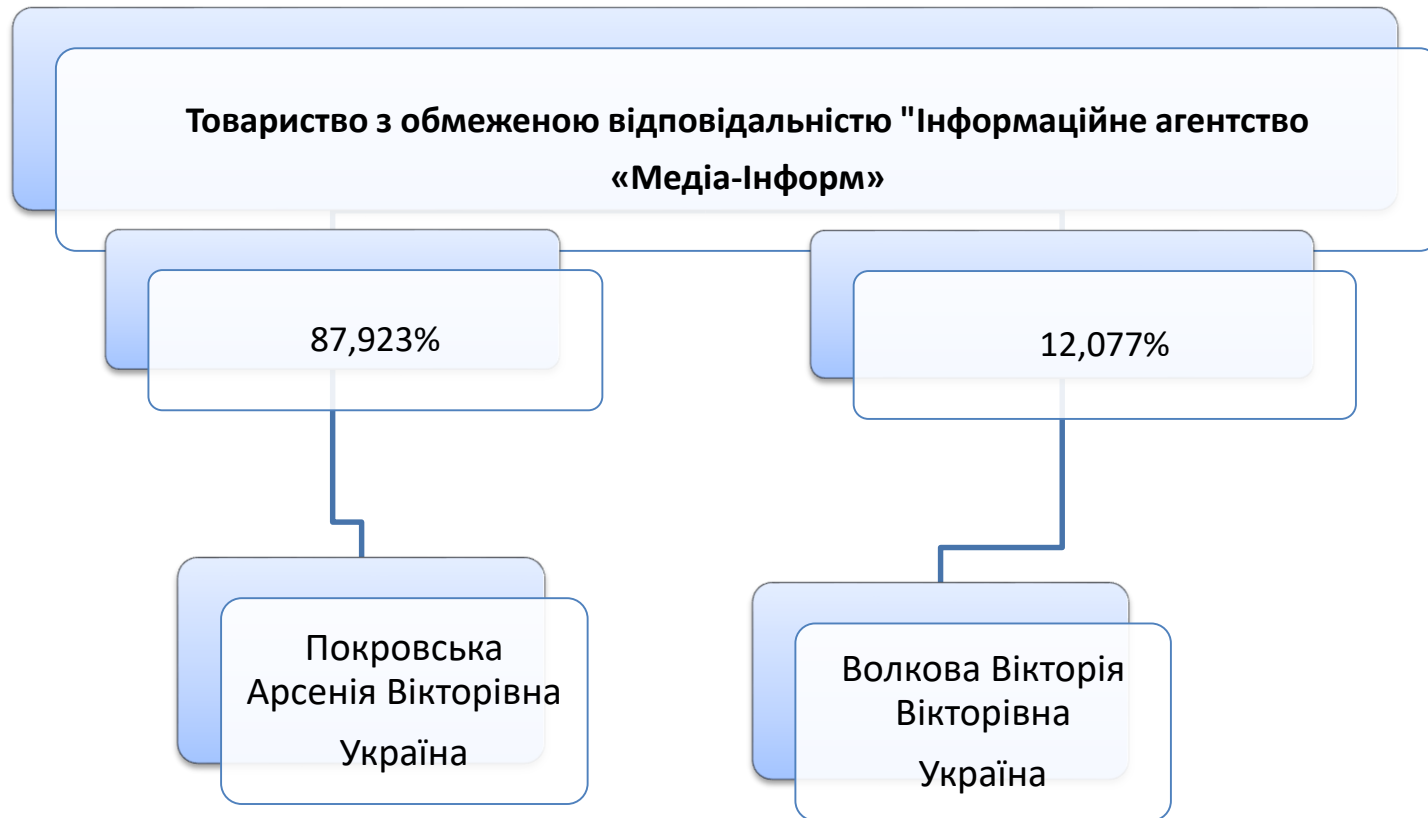 Товариство з обмеженою відповідальністю "Інформаційне агентство
«Медіа-Інформ»
87,923%
12,077%
Покровська
Арсенія Вікторівна
Україна
Волкова Вікторія
Вікторівна
Україна